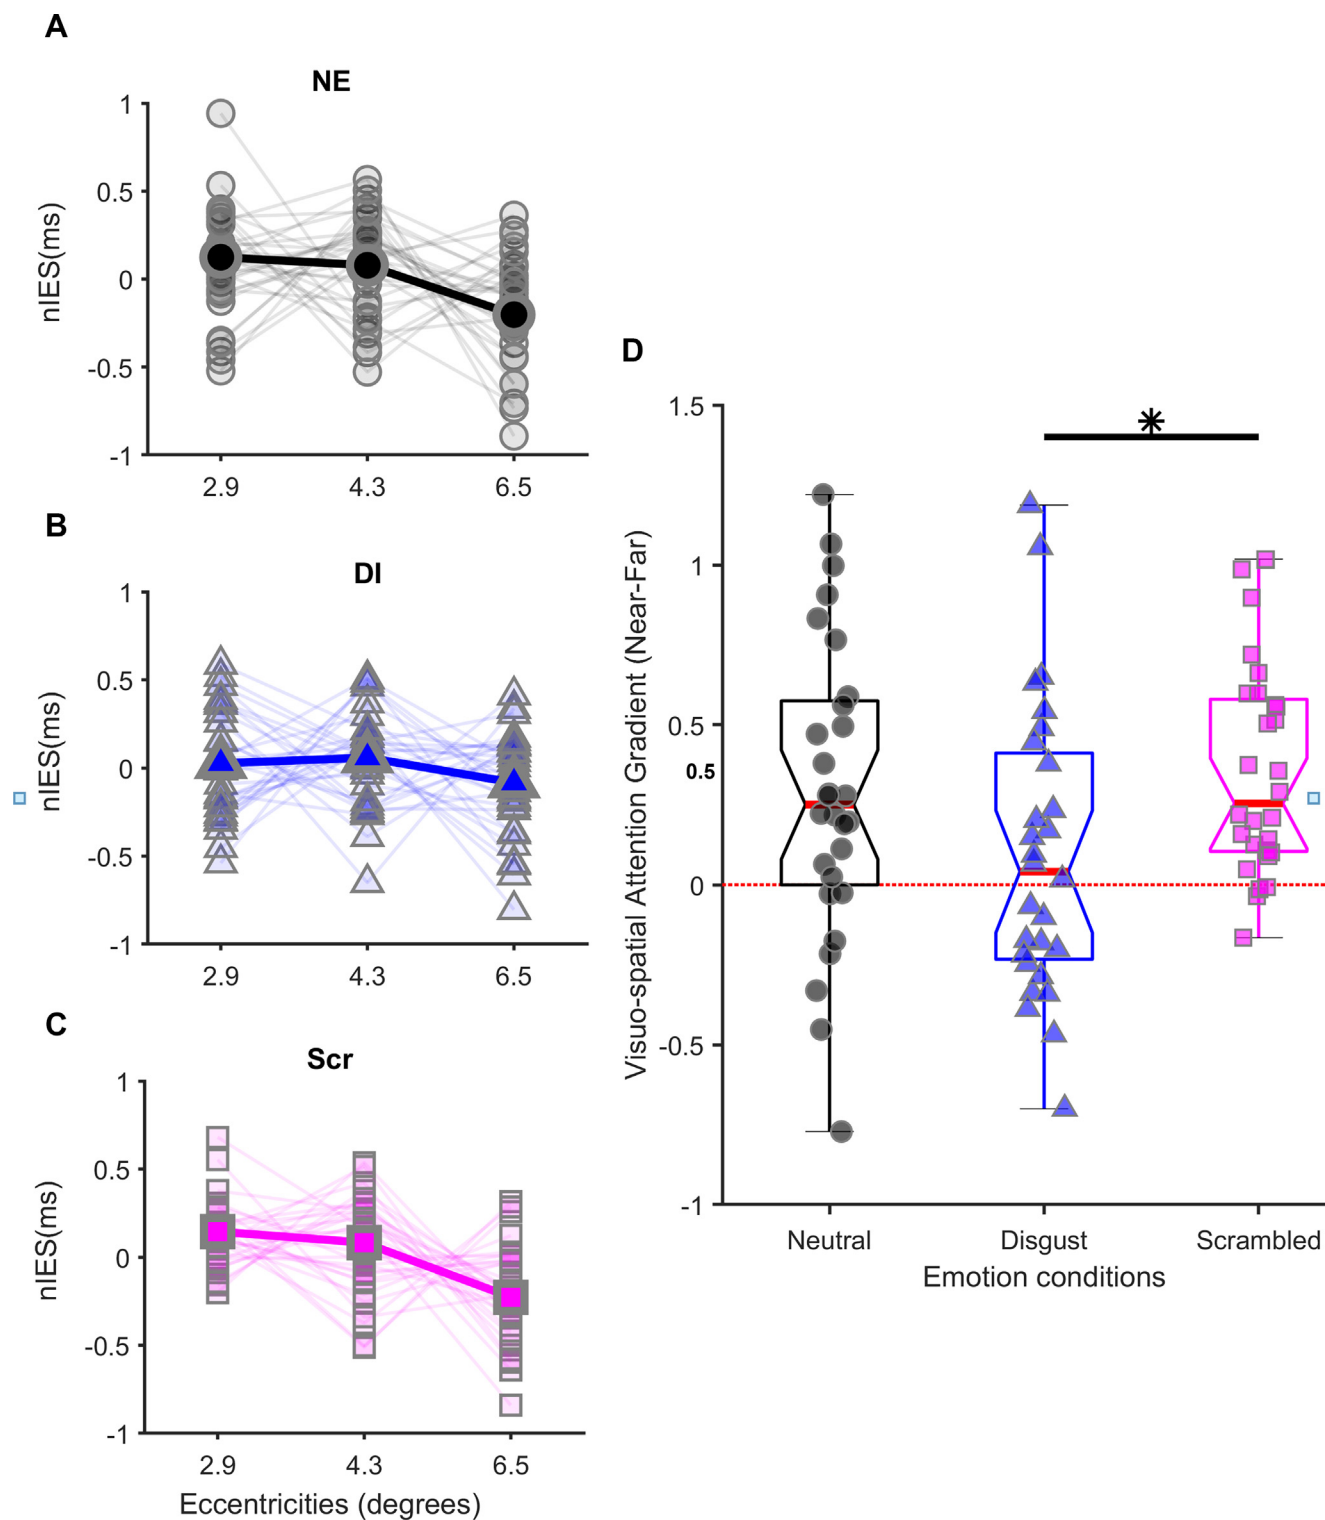 A
NE
nIES(ms)
1
0.5
0
-0.5
-1
2.9 4.3 6.5
B
DI
nIES(ms)
1
0.5
0
-0.5
-1
2.9 4.3 6.5
C
Scr
nIES(ms)
1
0.5
0
-0.5
-1
2.9 4.3 6.5
Eccentricities (degrees)
D
Visuo-spatial Attention Gradient (Near-Far)
1.5
1
0.5
0.5
0
-0.5
-1
*
Neutral Disgust Scrambled
Emotion conditions